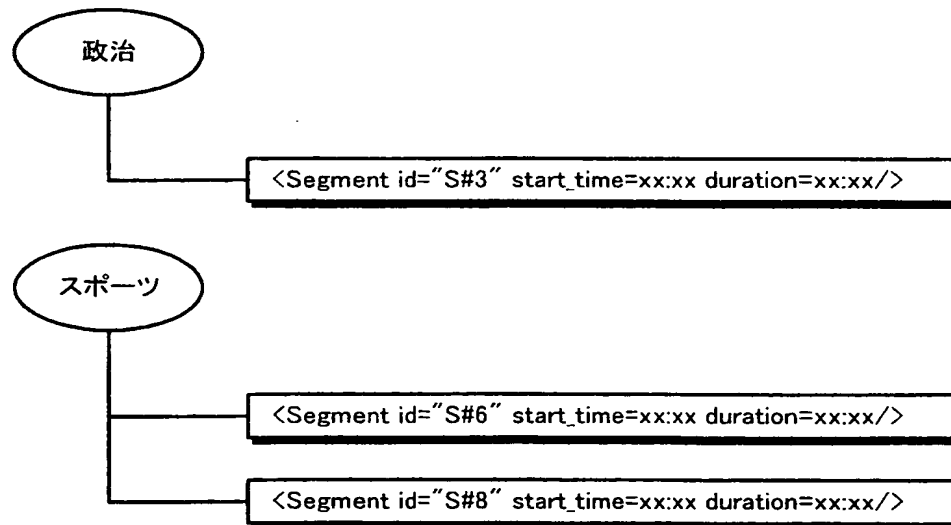 政治
<Segment id="S#3" start_time=xx:xx duration=xx:xx/>
スポーツ
<Segment id="S#6" start_time=xx:xx duration=xx:xx/>
<Segment id="S#8" start_time=xx:xx duration=xx:xx/>